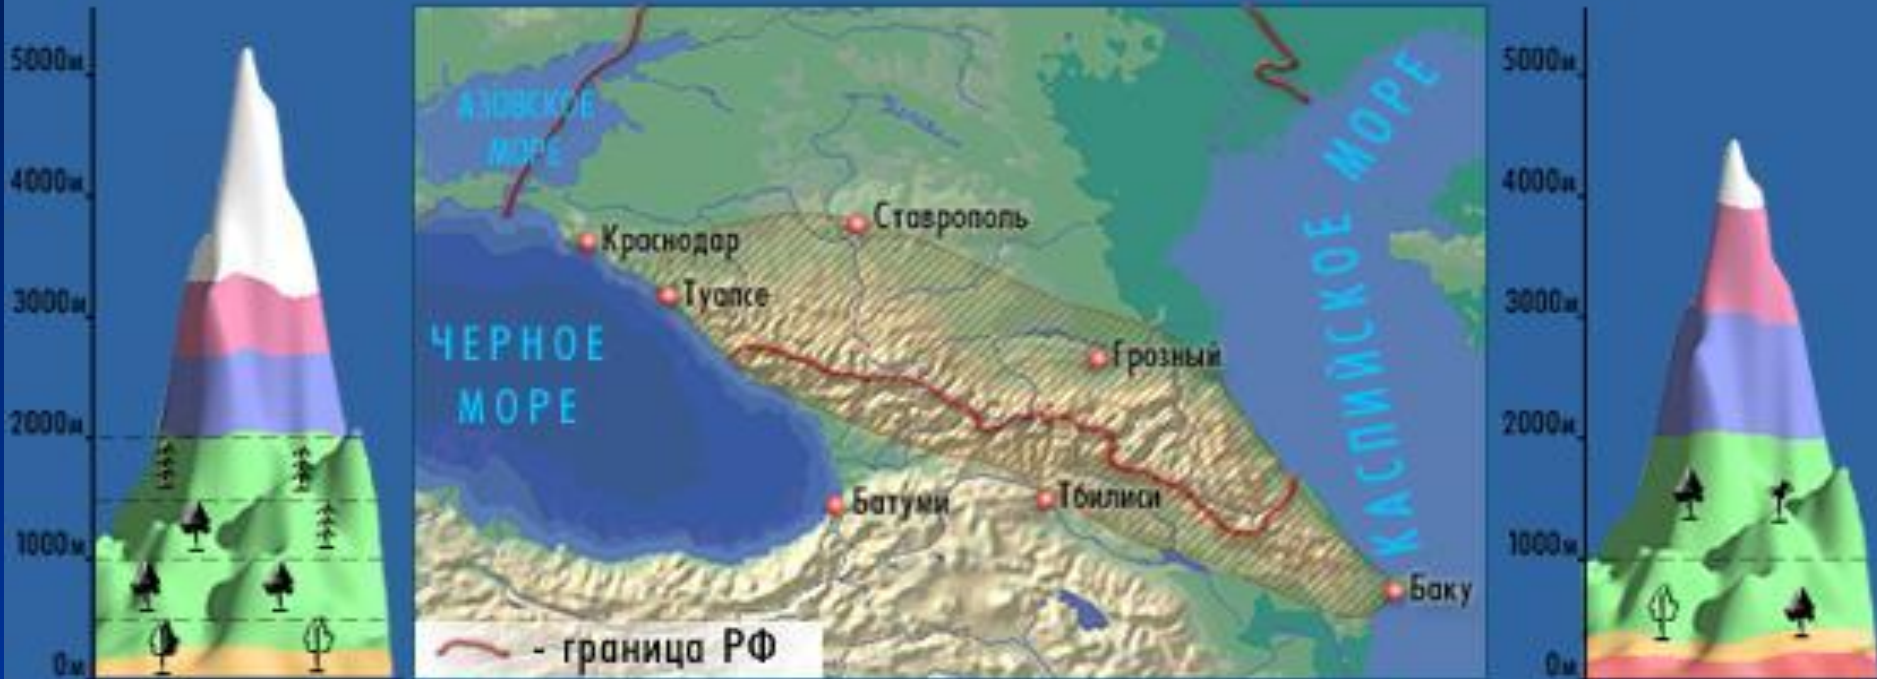 5000м
4000м
3000м
2000м
1000м
0м
АЗОВСКОЕ
МОРЕ
ЧЕРНОЕ
МОРЕ
КАСПИЙСКОЕ МОРЕ
Краснодар
Ставрополь
Туапсе
Грозный
Батуми
Тбилиси
Баку
- граница РФ
5000м
4000м
3000м
2000м
1000м
0м